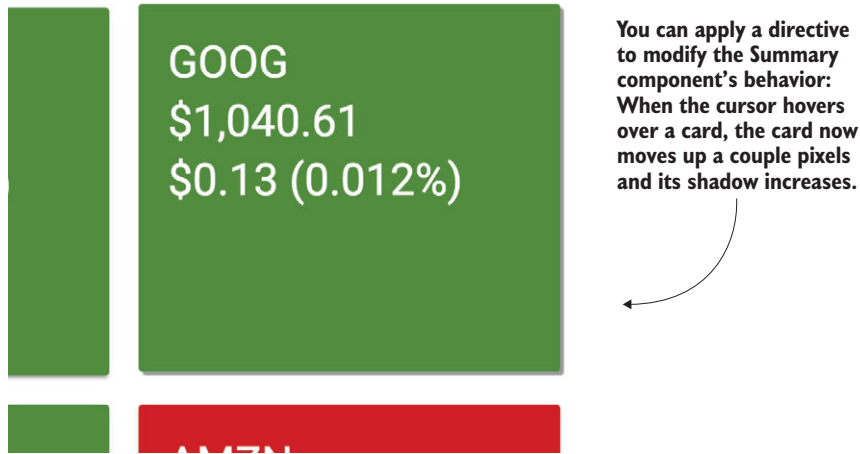 GOOG
$1,040.61
$0.13 (0.012%)
You can apply a directive
to modify the Summary
component's behavior:
When the cursor hovers
over a card, the card now
moves up a couple pixels
and its shadow increases.
AMZN